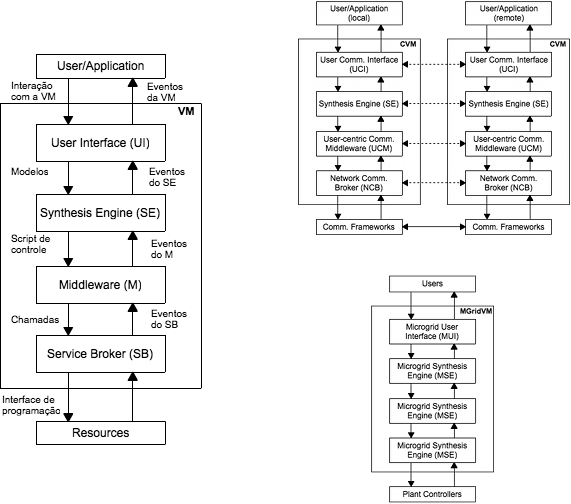 User/Application
Interação
com a VM
Eventos
da VM
VM
User Interface (UI)
Modelos
Eventos
do SE
Synthesis Engine (SE)
Script de
controle
Eventos
do M
Middleware (M)
Chamadas
Eventos
do SB
Service Broker (SB)
Interface de
programação
Resources
User/Application
(local)
CVM
User Comm. Interface
(UCI)
Synthesis Engine (SE)
User-centric Comm.
Middleware (UCM)
Network Comm.
Broker (NCB)
Comm. Frameworks
User/Application
(remote)
CVM
User Comm. Interface
(UCI)
Synthesis Engine (SE)
User-centric Comm.
Middleware (UCM)
Network Comm.
Broker (NCB)
Comm. Frameworks
Users
MGridVM
Microgrid User
Interface (MUI)
Microgrid Synthesis
Engine (MSE)
Microgrid Synthesis
Engine (MSE)
Microgrid Synthesis
Engine (MSE)
Plant Controllers